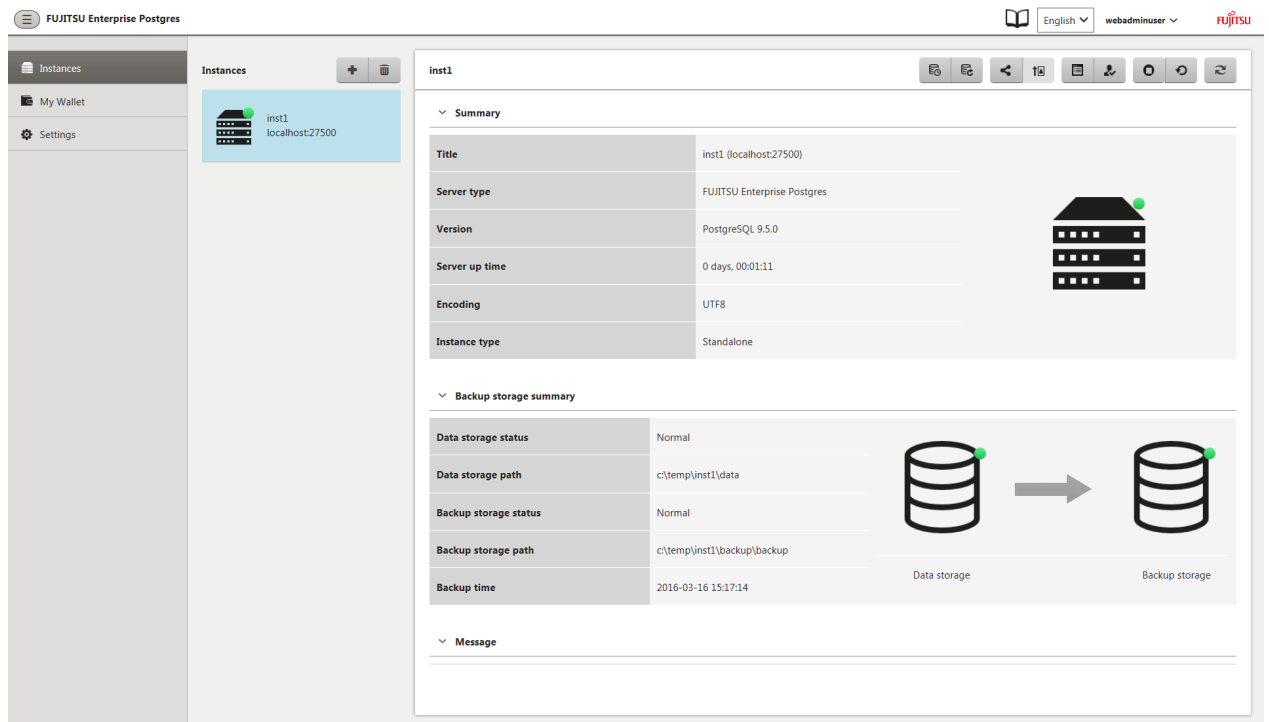 FUJITSU Enterprise Postgres
English
webadminuser
FUJITSU
Instances
My Wallet
Settings
Instances
inst1
localhost:27500
inst1
Summary
Title inst1 (localhost:27500)
Server type FUJITSU Enterprise Postgres
Version PostgreSQL 9.5.0
Server up time 0 days, 00:01:11
Encoding UTF8
Instance type Standalone
Backup storage summary
Data storage status Normal
Data storage path c:\temp\inst1\data
Backup storage status Normal
Backup storage path c:\temp\inst1\backup\backup
Backup time 2016-03-16 15:17:14
Data storage
Backup storage
Message